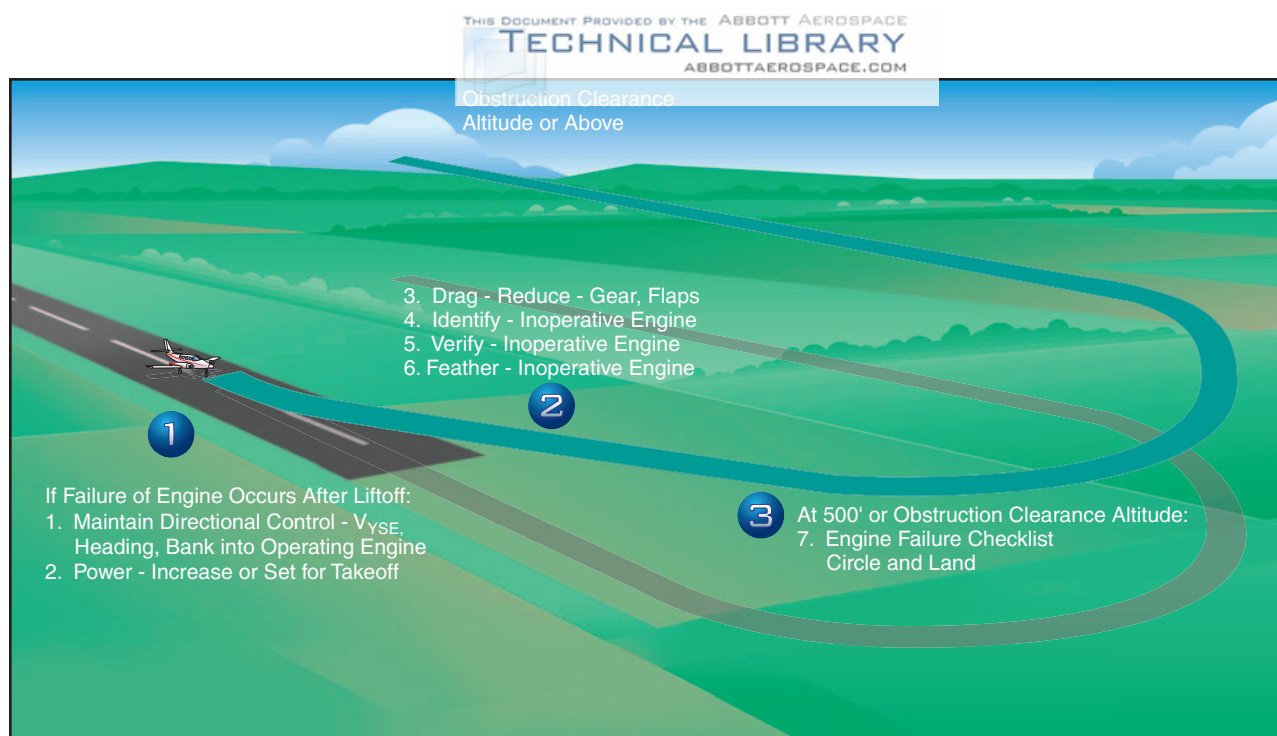 THIS DOCUMENT PROVIDED BY THE ABBOTT AEROSPACE
TECHNICAL LIBRARY
ABBOTTAEROSPACE.COM
Obstruction Clearance
Altitude or Above
3. Drag - Reduce - Gear, Flaps
4. Identify - Inoperative Engine
5. Verify - Inoperative Engine
6. Feather - Inoperative Engine
2
1
If Failure of Engine Occurs After Liftoff:
1. Maintain Directional Control - VYSE,
Heading, Bank into Operating Engine
2. Power - Increase or Set for Takeoff
3
At 500' or Obstruction Clearance Altitude:
7. Engine Failure Checklist
Circle and Land